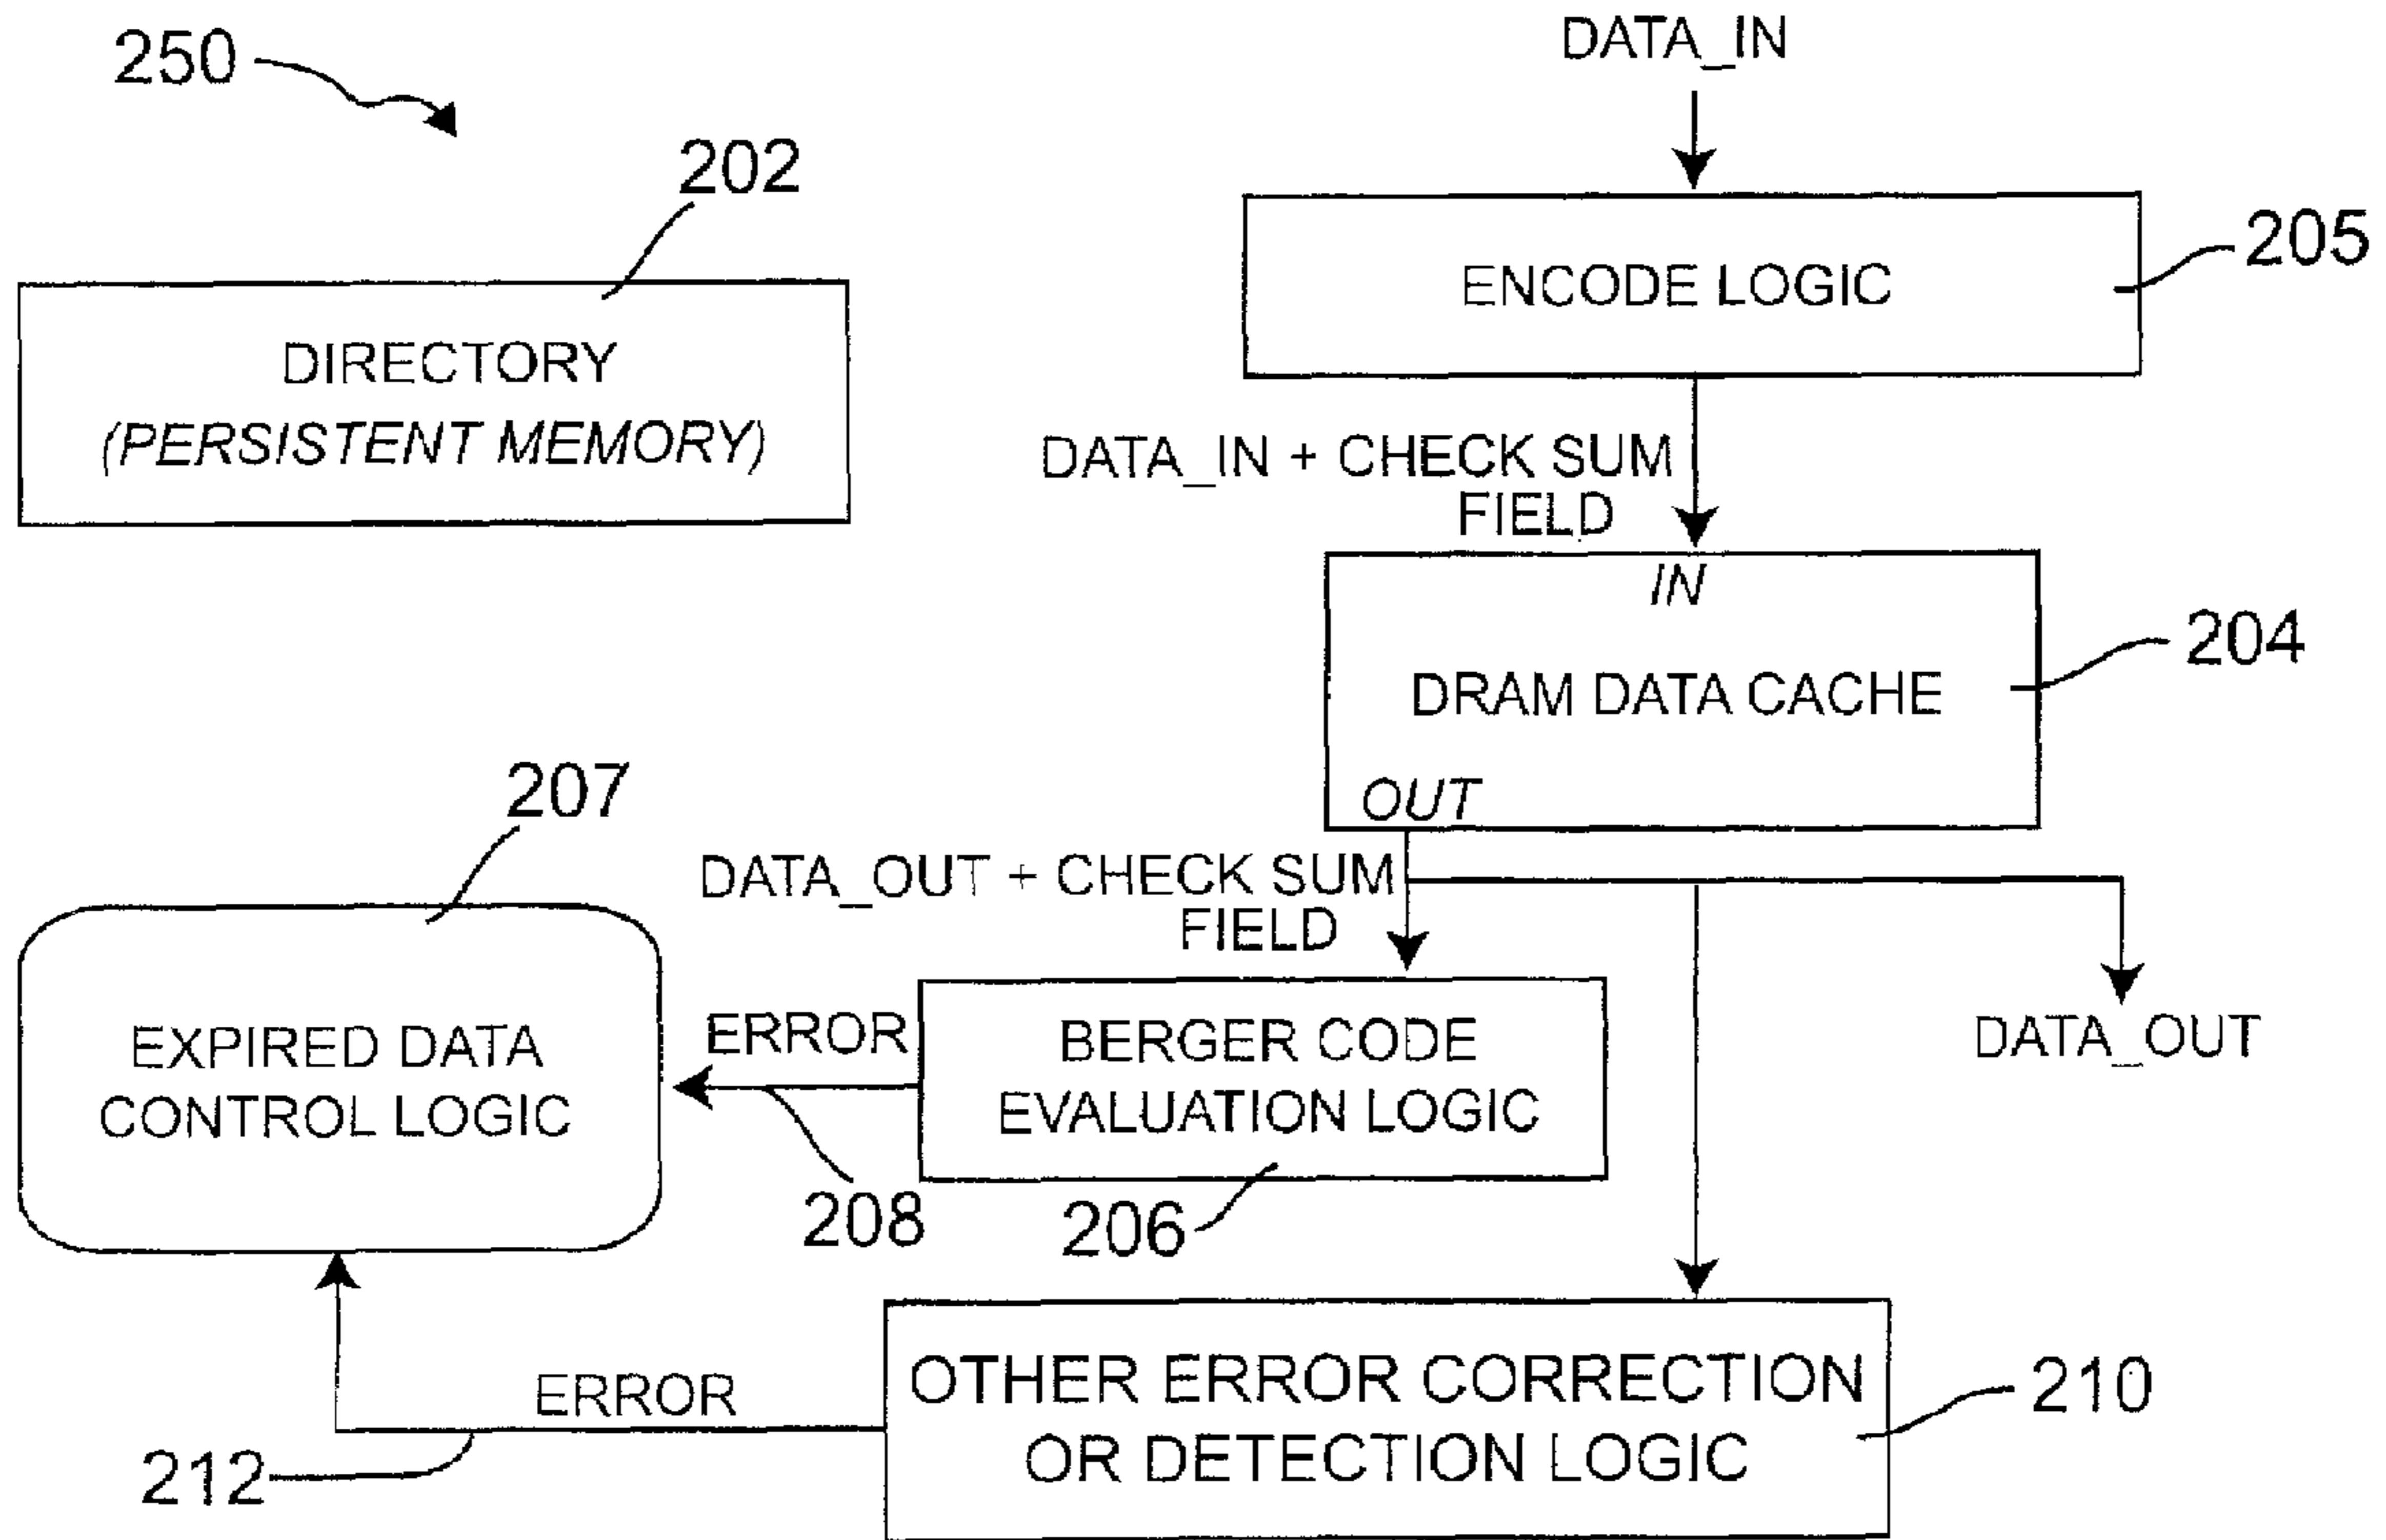 250
DATA_IN
202
205
ENCODE LOGIC
DIRECTORY
(PERSISTENT MEMORY)
DATA_IN + CHECK SUM
FIELD
IN
204
DRAM DATA CACHE
OUT
207
DATA_OUT + CHECK SUM
FIELD
ERROR
BERGER CODE
EVALUATION LOGIC
DATA_OUT
EXPIRED DATA
CONTROL LOGIC
208
206
OTHER ERROR CORRECTION
OR DETECTION LOGIC
210
ERROR
212